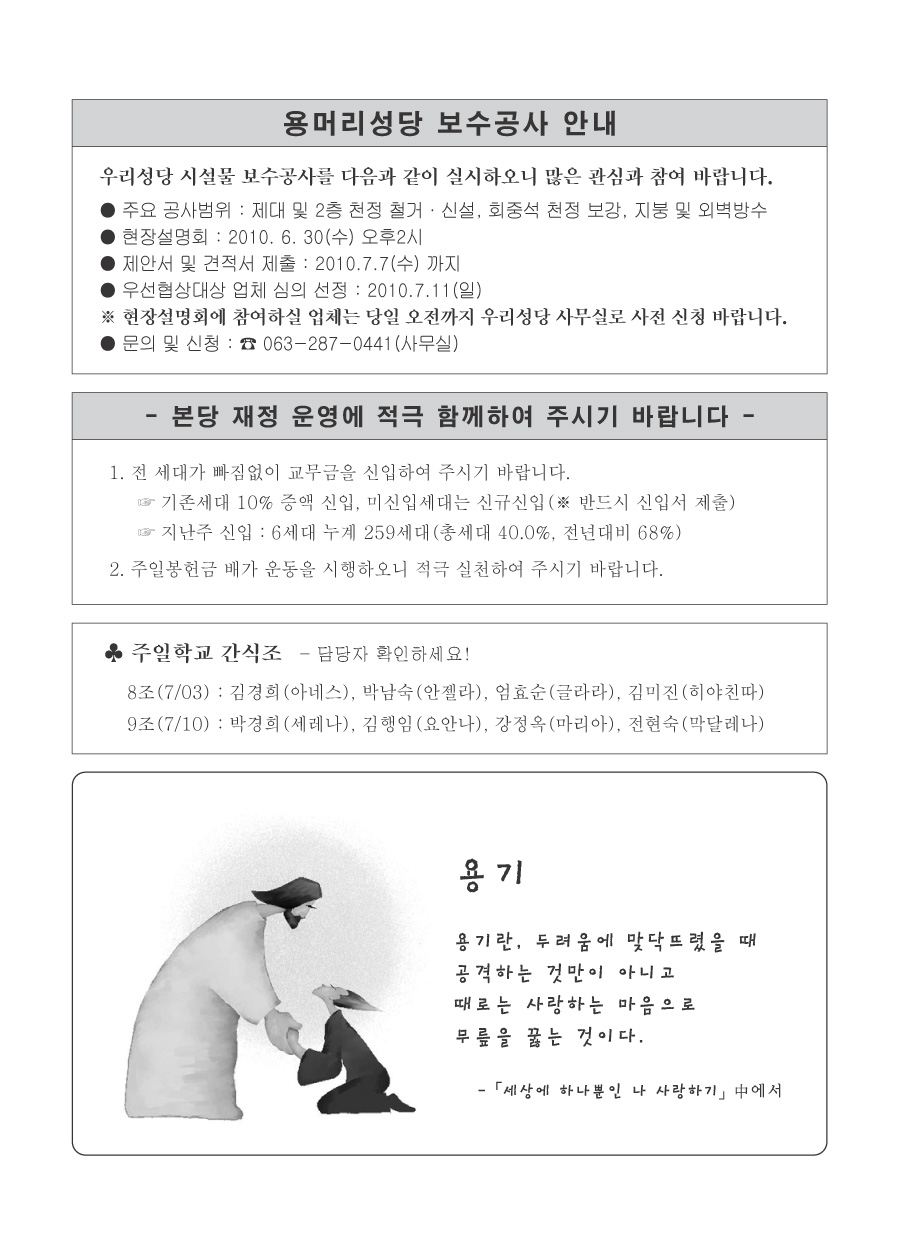 용머리성당 보수공사 안내
우리성당 시설물 보수공사를 다음과 같이 실시하오니 많은 관심과 참여 바랍니다.
● 주요 공사범위 : 제대 및 2층 천정 철거 · 신설, 회중석 천정 보강, 지붕 및 외벽방수
● 현장설명회 : 2010. 6. 30(수) 오후2시
● 제안서 및 견적서 제출 : 2010.7.7(수) 까지
● 우선협상대상 업체 심의 선정 : 2010.7.11(일)
※ 현장설명회에 참여하실 업체는 당일 오전까지 우리성당 사무실로 사전 신청 바랍니다.
● 문의 및 신청 : ☎ 063-287-0441(사무실)
- 본당 재정 운영에 적극 함께하여 주시기 바랍니다 -
1. 전 세대가 빠짐없이 교무금을 신입하여 주시기 바랍니다.
☞ 기존세대 10% 증액 신입, 미신입세대는 신규신입(※ 반드시 신입서 제출)
☞ 지난주 신입 : 6세대 누계 259세대(총세대 40.0%, 전년대비 68%)
2. 주일봉헌금 배가 운동을 시행하오니 적극 실천하여 주시기 바랍니다.
♣ 주일학교 간식조 - 담당자 확인하세요!
8조(7/03) : 김경희(아네스), 박남숙(안젤라), 엄효순(글라라), 김미진(히야친따)
9조(7/10) : 박경희(세레나), 김행임(요안나), 강정옥(마리아), 전현숙(막달레나)
용기
용기란, 두려움에 맞닥뜨렸을 때
공격하는 것만이 아니고
때로는 사랑하는 마음으로
무릎을 꿇는 것이다.
-「세상에 하나뿐인 나 사랑하기」中에서